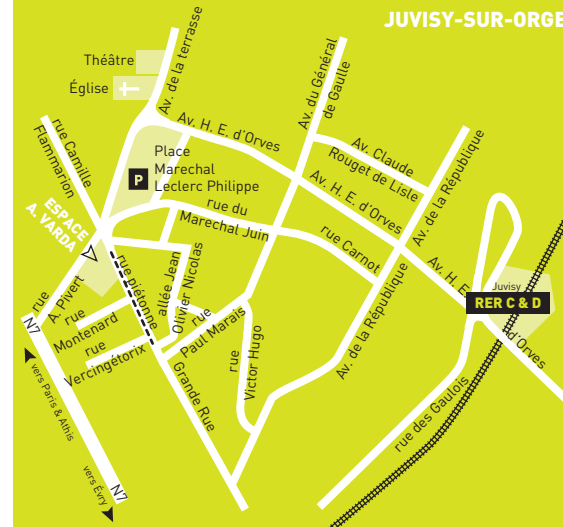 JUVISY-SUR-ORGE
Théâtre
Église
Av. de la terrasse
Av. du Général
de Gaulle
rue Camille
Flammarion
Av. H. E. d'Orves
Place
Marechal
Leclerc Philippe
P
Av. Claude
Rouget de Lisle
Av. de la République
Av. H. E. d'Orves
ESPACE
A. VARDA
rue du
Marechal Juin
rue Carnot
Av. H. E.
d'Orves
Juvisy
RER C & D
rue
A. Pivert
rue piétonne
allée Jean
Olivier Nicolas
rue
Montenard
rue
Vercingétorix
rue
Paul Marais
rue
Victor Hugo
Av. de la République
Grande Rue
rue des Gaulois
N7
vers Paris & Athis
vers Évry
N7